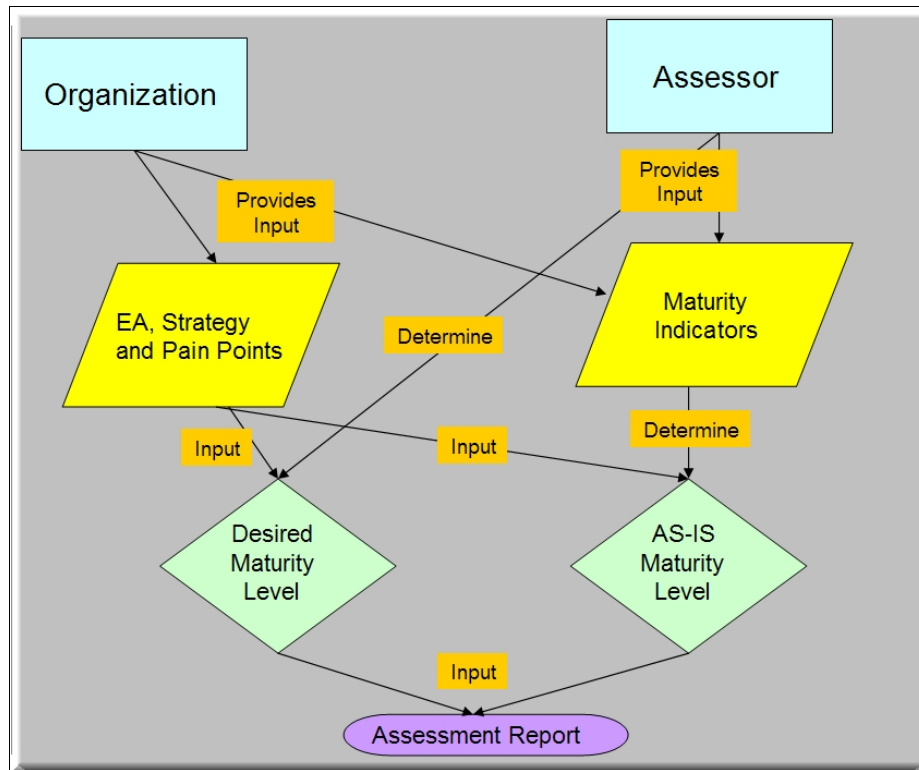 Organization
Assessor
Provides
Input
Provides
Input
EA, Strategy
and Pain Points
Maturity
Indicators
Determine
Input
Input
Determine
Desired
Maturity
Level
AS-IS
Maturity
Level
Input
Assessment Report